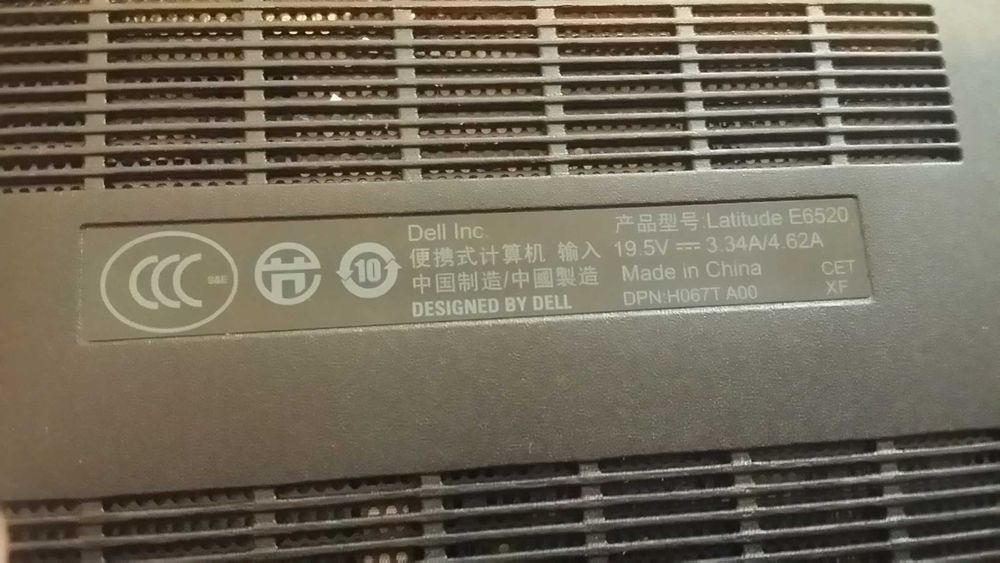 CCC S&E
10
Dell Inc.
便携式计算机 输入
中国制造/中國製造
DESIGNED BY DELL
产品型号:Latitude E6520
19.5V ⎓ 3.34A/4.62A
Made in China
DPN:H067T A00
CET
XF